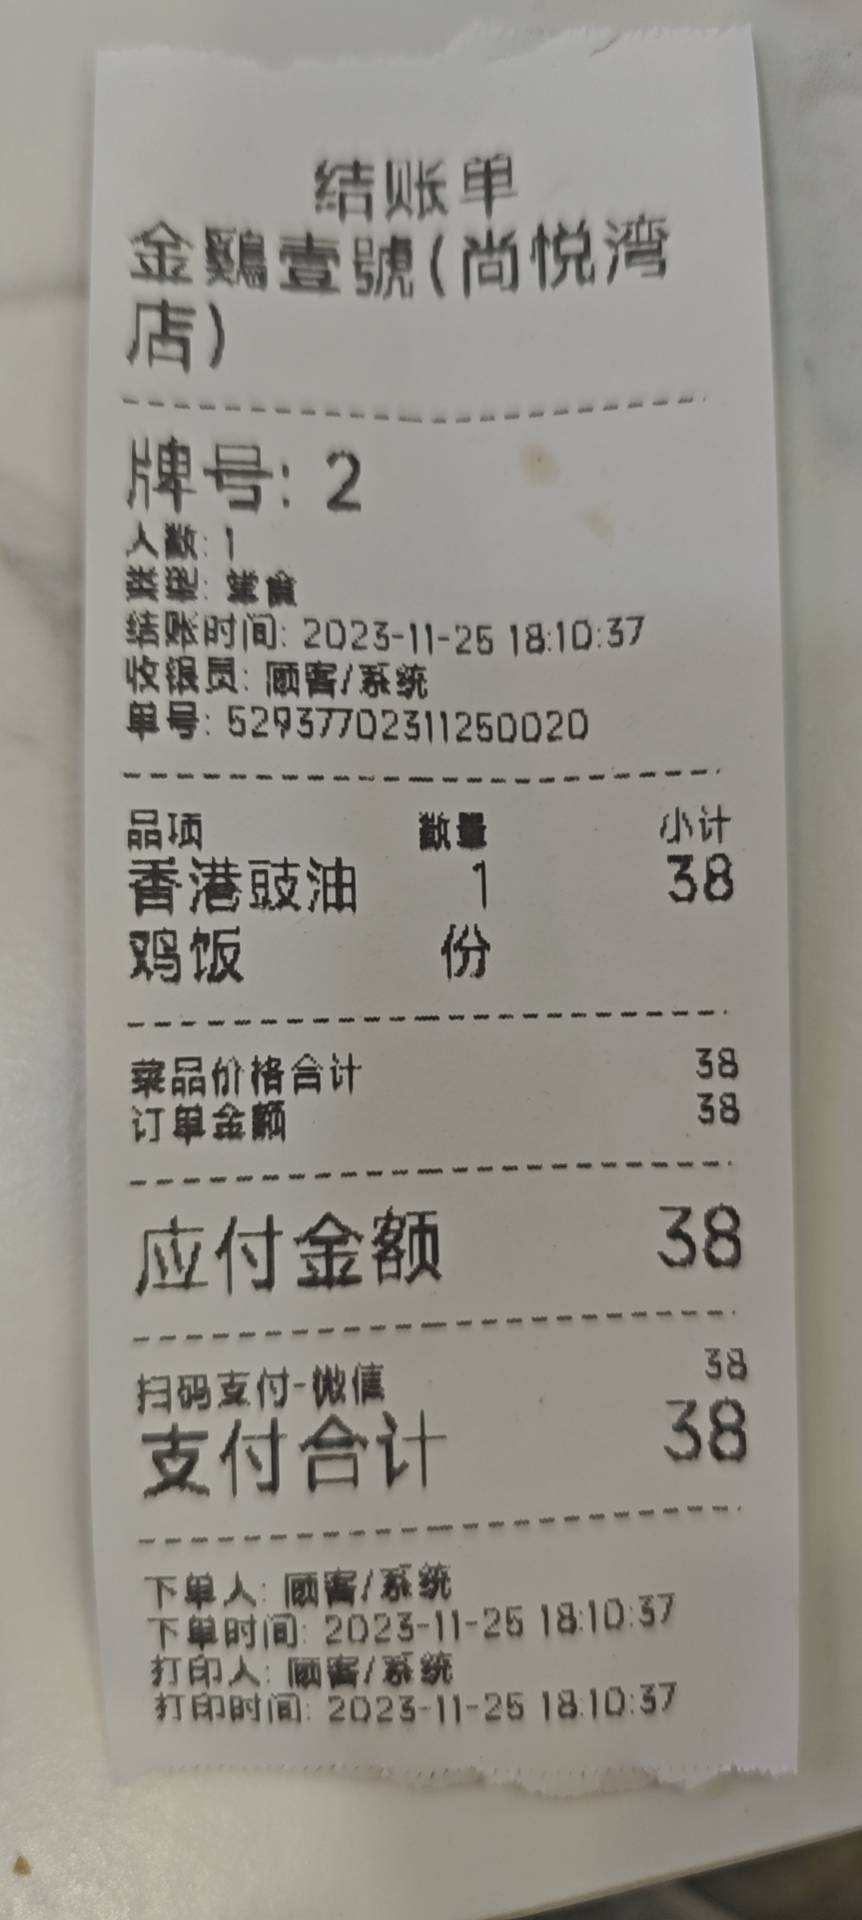 结账单
金鷄壹號(尚悦湾
店)
牌号: 2
人数: 1
类型: 堂食
结账时间: 2023-11-25 18:10:37
收银员: 顾客/系统
单号: 52937702311250020
品项 数量 小计
香港豉油 1 38
鸡饭 份
菜品价格合计 38
订单金额 38
应付金额 38
扫码支付-微信 38
支付合计 38
下单人: 顾客/系统
下单时间: 2023-11-25 18:10:37
打印人: 顾客/系统
打印时间: 2023-11-25 18:10:37